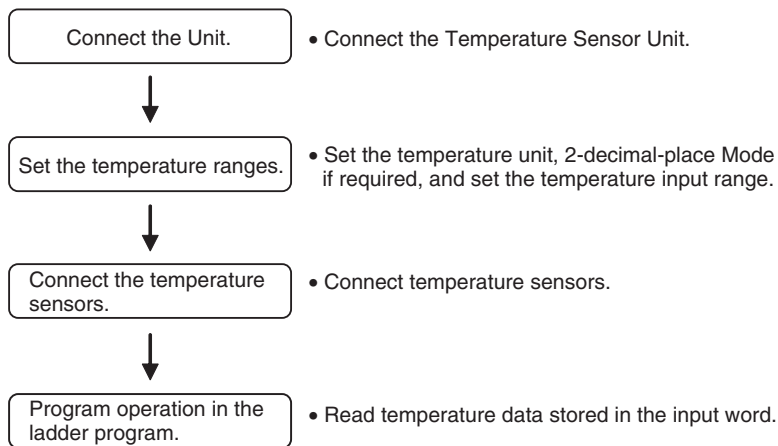 Connect the Unit.
• Connect the Temperature Sensor Unit.
Set the temperature ranges.
• Set the temperature unit, 2-decimal-place Mode
if required, and set the temperature input range.
Connect the temperature
sensors.
• Connect temperature sensors.
Program operation in the
ladder program.
• Read temperature data stored in the input word.